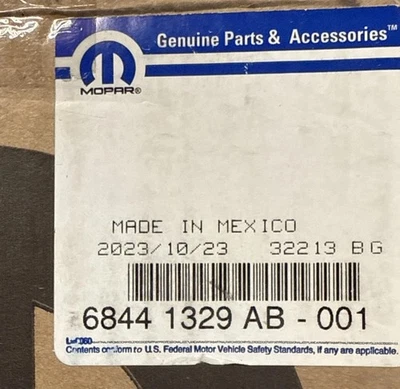 Genuine Parts & Accessories™
MOPAR®
MADE IN MEXICO
2023/10/23 32213 BG
6844 1329 AB - 001
Contents conform to U.S. Federal Motor Vehicle Safety Standards, if any are applicable.